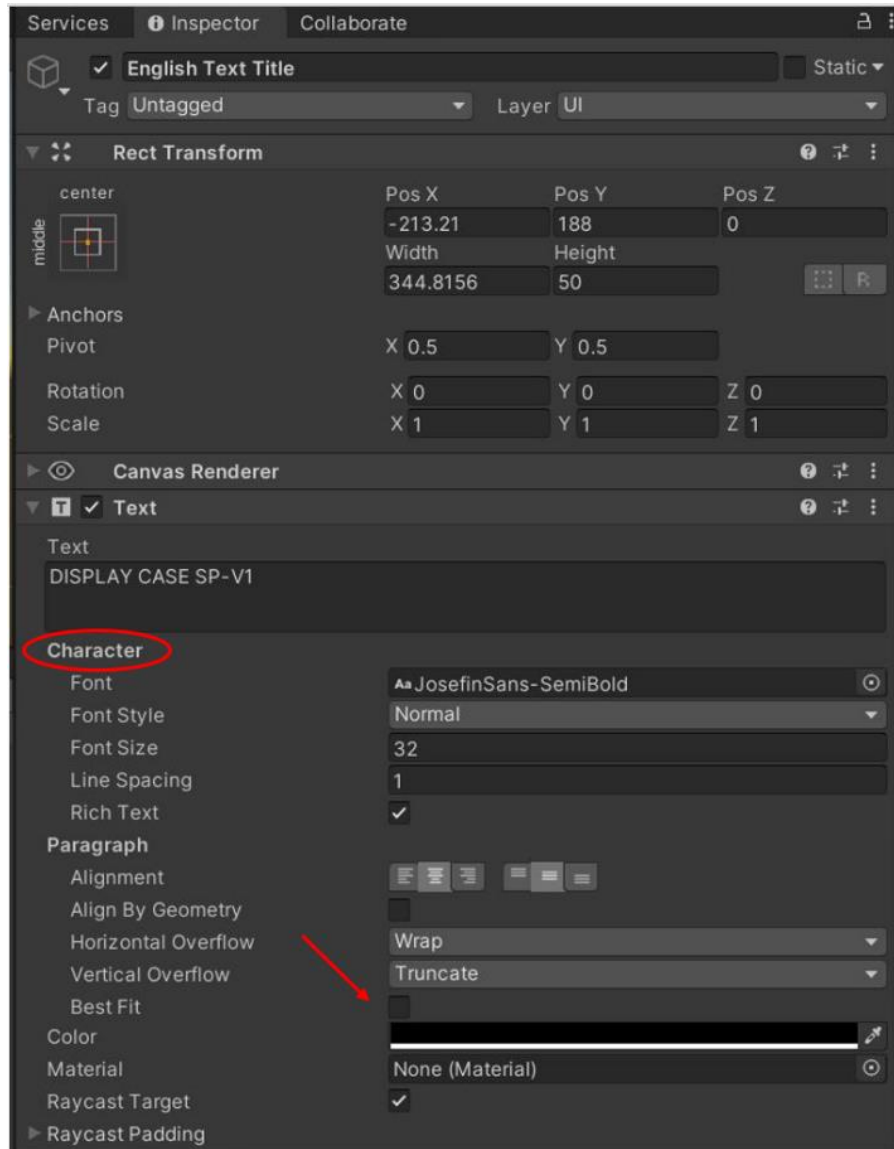 Services Inspector Collaborate
English Text Title Static
Tag Untagged Layer UI
Rect Transform
center Pos X Pos Y Pos Z
middle -213.21 188 0
Width Height
344.8156 50 R
Anchors
Pivot X 0.5 Y 0.5
Rotation X 0 Y 0 Z 0
Scale X 1 Y 1 Z 1
Canvas Renderer
T Text
Text
DISPLAY CASE SP-V1
Character
Font Aa JosefinSans-SemiBold
Font Style Normal
Font Size 32
Line Spacing 1
Rich Text
Paragraph
Alignment
Align By Geometry
Horizontal Overflow Wrap
Vertical Overflow Truncate
Best Fit
Color
Material None (Material)
Raycast Target
Raycast Padding